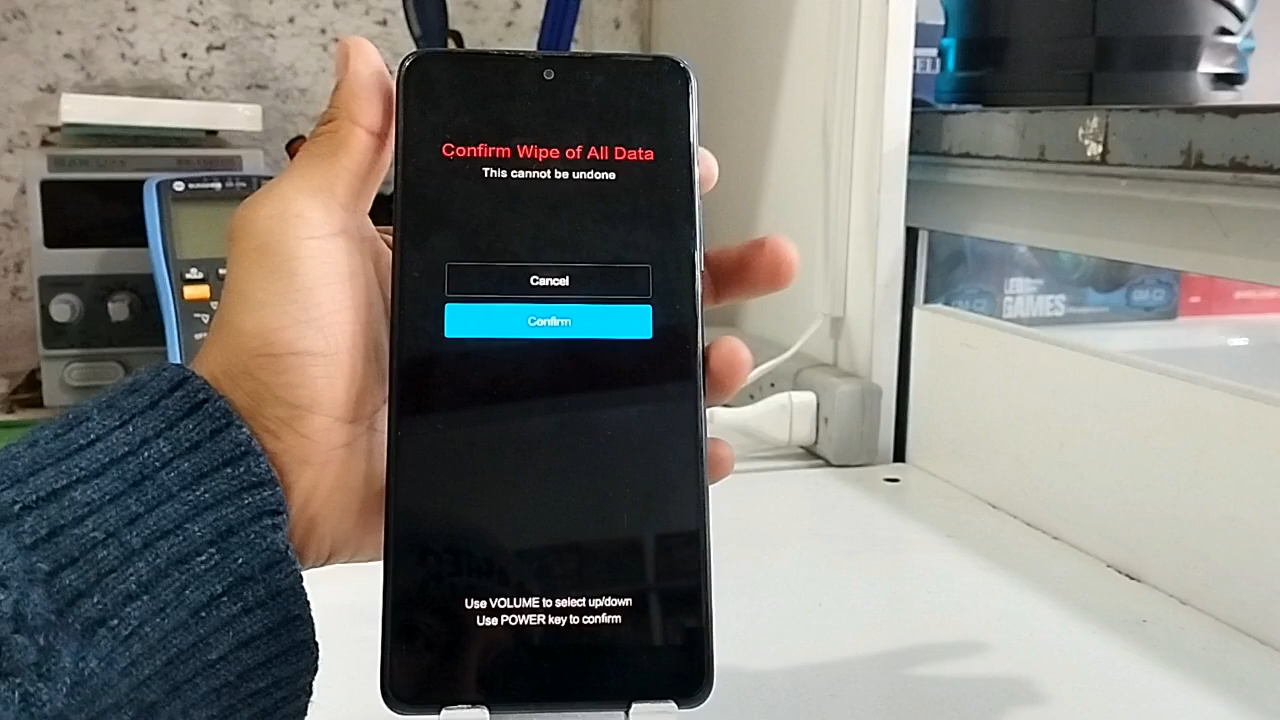 Confirm Wipe of All Data
This cannot be undone
Cancel
Confirm
Use VOLUME to select up/down
Use POWER key to confirm
GAMES